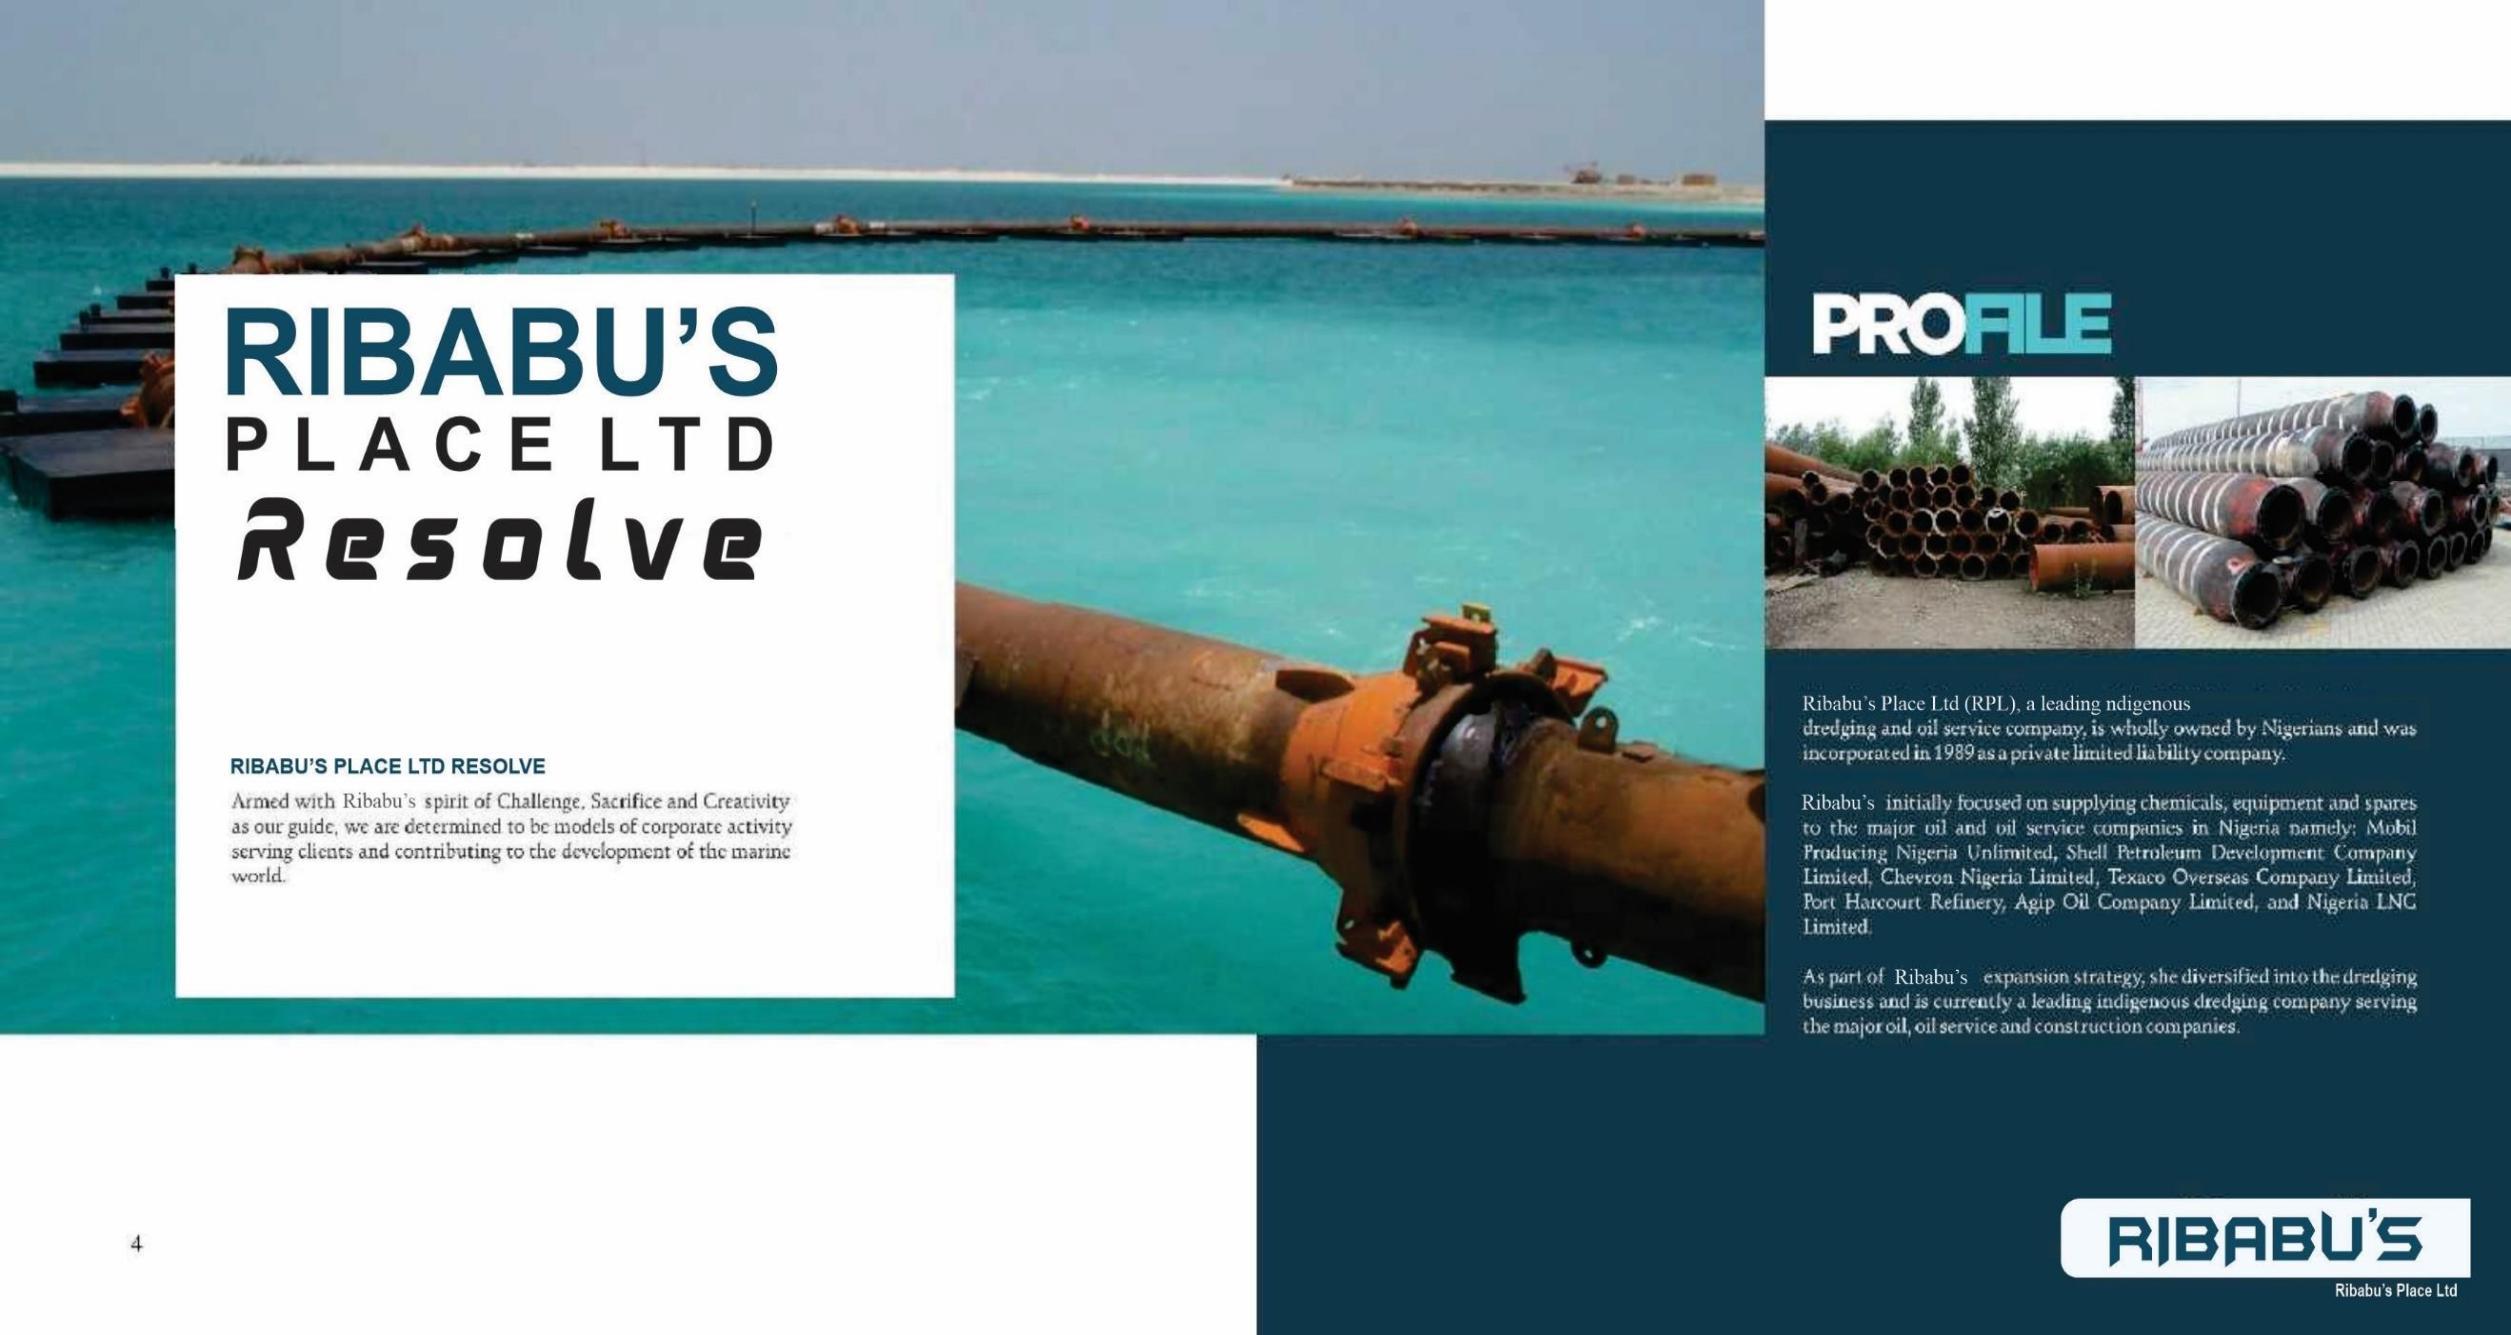 RIBABU'S
PLACE LTD
Resolve
RIBABU'S PLACE LTD RESOLVE
Armed with Ribabu's spirit of Challenge, Sacrifice and Creativity
as our guide, we are determined to be models of corporate activity
serving clients and contributing to the development of the marine
world.
4
PROFILE
Ribabu's Place Ltd (RPL), a leading ndigenous
dredging and oil service company, is wholly owned by Nigerians and was
incorporated in 1989 as a private limited liability company.
Ribabu's initially focused on supplying chemicals, equipment and spares
to the major oil and oil service companies in Nigeria namely: Mobil
Producing Nigeria Unlimited, Shell Petroleum Development Company
Limited, Chevron Nigeria Limited, Texaco Overseas Company Limited,
Port Harcourt Refinery, Agip Oil Company Limited, and Nigeria LNG
Limited.
As part of Ribabu's expansion strategy, she diversified into the dredging
business and is currently a leading indigenous dredging company serving
the major oil, oil service and construction companies.
RIBABU'S
Ribabu's Place Ltd